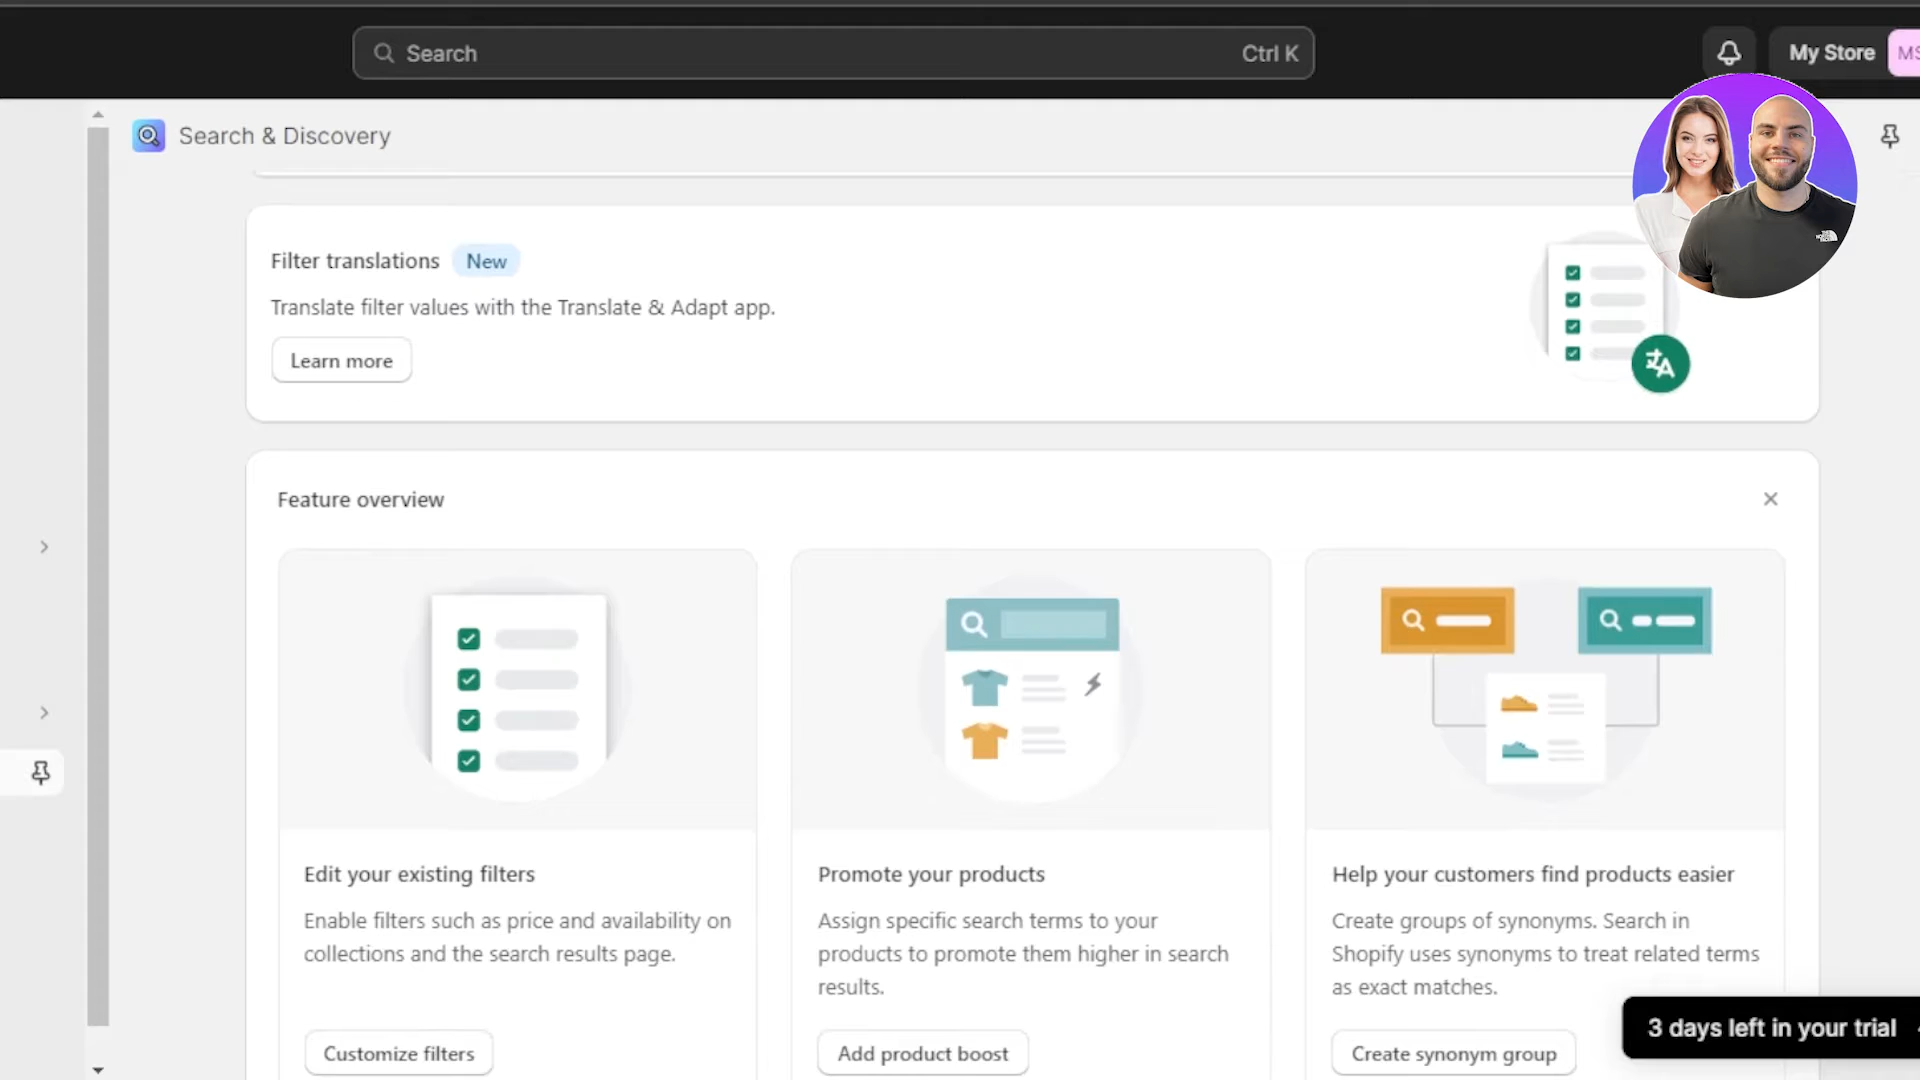 Search
Ctrl K
My Store
MS
Search & Discovery
Filter translations
New
Translate filter values with the Translate & Adapt app.
Learn more
Feature overview
Edit your existing filters
Enable filters such as price and availability on
collections and the search results page.
Customize filters
Promote your products
Assign specific search terms to your
products to promote them higher in search
results.
Add product boost
Help your customers find products easier
Create groups of synonyms. Search in
Shopify uses synonyms to treat related terms
as exact matches.
Create synonym group
3 days left in your trial